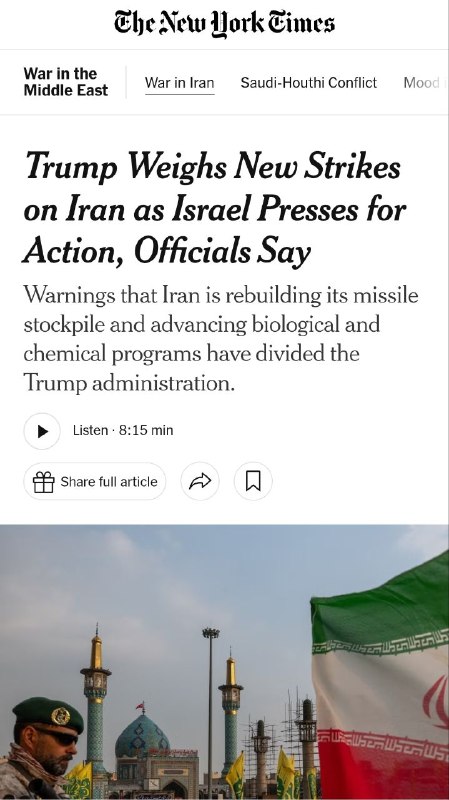 The New York Times
War in the
Middle East
War in Iran
Saudi-Houthi Conflict
Mood
Trump Weighs New Strikes
on Iran as Israel Presses for
Action, Officials Say
Warnings that Iran is rebuilding its missile
stockpile and advancing biological and
chemical programs have divided the
Trump administration.
Listen · 8:15 min
Share full article